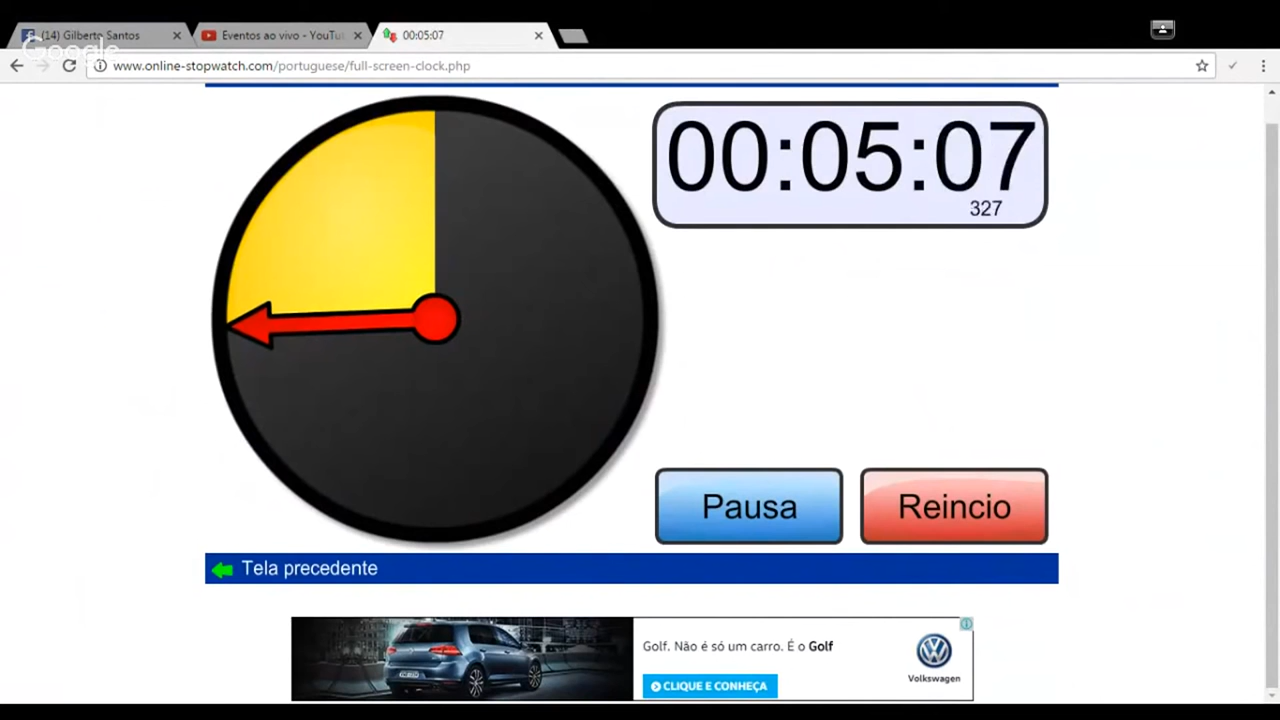 (14) Gilberto Santos
Eventos ao vivo - YouTu
00:05:07
Google
www.online-stopwatch.com/portuguese/full-screen-clock.php
00:05:07
327
Pausa
Reincio
Tela precedente
Golf. Não é só um carro. É o Golf
CLIQUE E CONHEÇA
Volkswagen